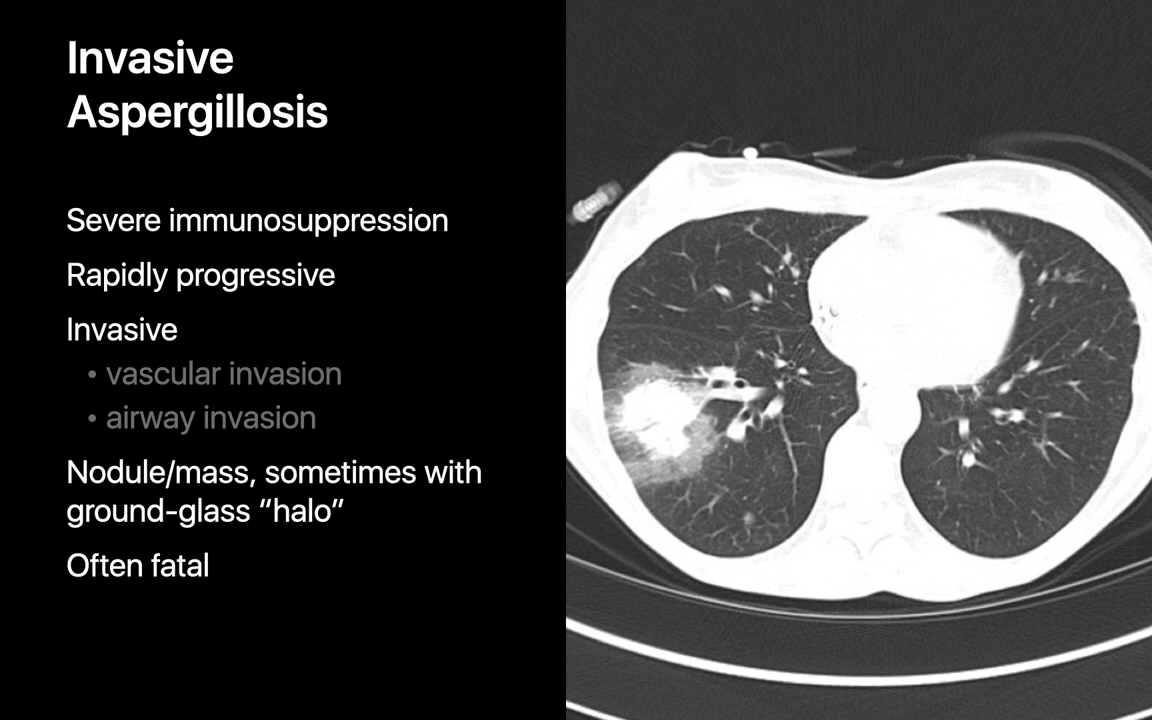 Invasive
Aspergillosis
Severe immunosuppression
Rapidly progressive
Invasive
• vascular invasion
• airway invasion
Nodule/mass, sometimes with
ground-glass “halo”
Often fatal